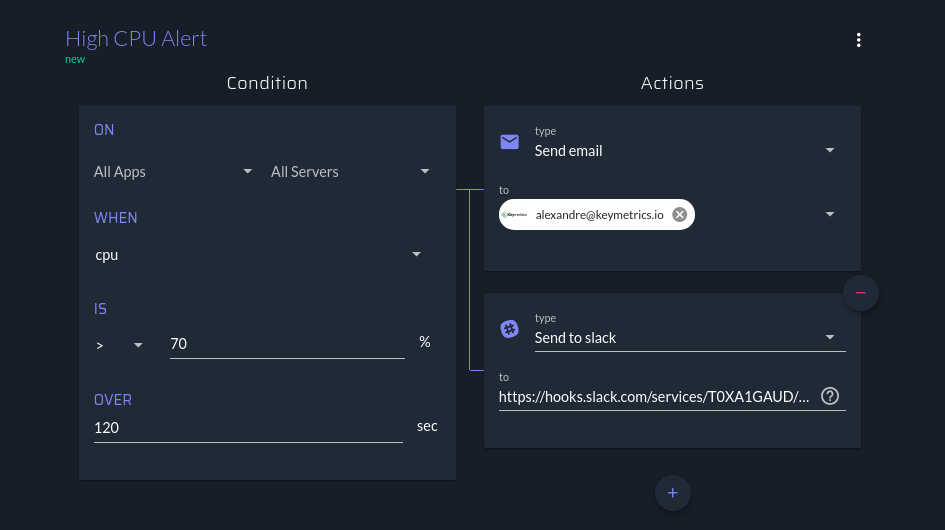 High CPU Alert
new
Condition
ON
All Apps
All Servers
WHEN
cpu
IS
>
70
%
OVER
120
sec
Actions
type
Send email
to
Keymetrics
alexandre@keymetrics.io
type
Send to slack
to
https://hooks.slack.com/services/T0XA1GAUD/...